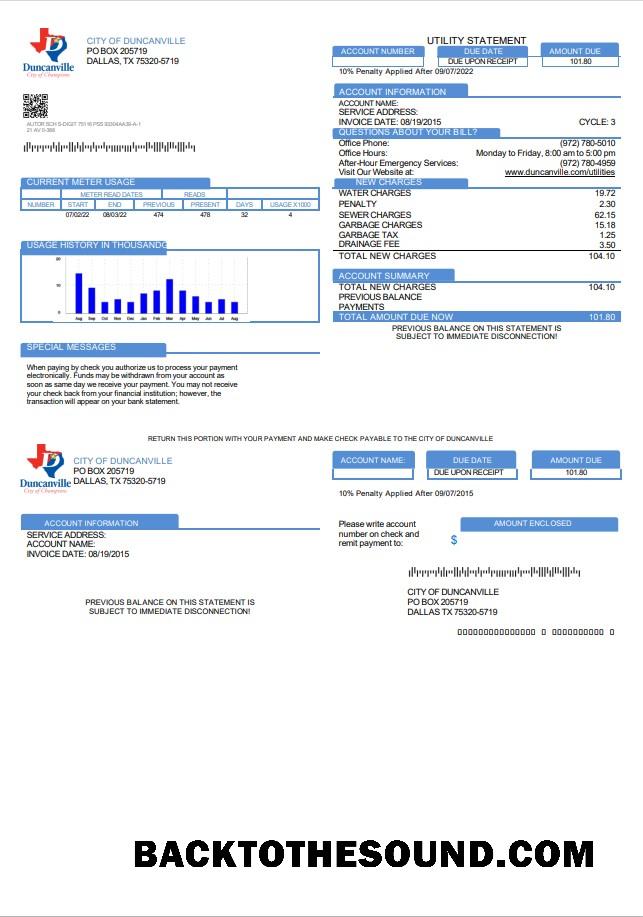 Duncanville
City of Champions
CITY OF DUNCANVILLE
PO BOX 205719
DALLAS, TX 75320-5719
UTILITY STATEMENT
ACCOUNT NUMBER DUE DATE AMOUNT DUE
DUE UPON RECEIPT 101.80
10% Penalty Applied After 09/07/2022
21 AV 0-386
ACCOUNT INFORMATION
ACCOUNT NAME:
SERVICE ADDRESS:
INVOICE DATE: 08/19/2015 CYCLE: 3
QUESTIONS ABOUT YOUR BILL?
Office Phone: (972) 780-5010
Office Hours: Monday to Friday, 8:00 am to 5:00 pm
After-Hour Emergency Services: (972) 780-4959
Visit Our Website at: www.duncanville.com/utilities
CURRENT METER USAGE
METER READ DATES READS
NUMBER START END PREVIOUS PRESENT DAYS USAGE X1000
07/02/22 08/03/22 474 478 32 4
NEW CHARGES
WATER CHARGES 19.72
PENALTY 2.30
SEWER CHARGES 62.15
GARBAGE CHARGES 15.18
GARBAGE TAX 1.25
DRAINAGE FEE 3.50
TOTAL NEW CHARGES 104.10
USAGE HISTORY IN THOUSANDG
20
10
0
Aug Sep Oct Nov Dec Jan Feb Mar Apr May Jun Jul Aug
ACCOUNT SUMMARY
TOTAL NEW CHARGES 104.10
PREVIOUS BALANCE
PAYMENTS
TOTAL AMOUNT DUE NOW 101.80
PREVIOUS BALANCE ON THIS STATEMENT IS
SUBJECT TO IMMEDIATE DISCONNECTION!
SPECIAL MESSAGES
When paying by check you authorize us to process your payment
electronically. Funds may be withdrawn from your account as
soon as same day we receive your payment. You may not receive
your check back from your financial institution; however, the
transaction will appear on your bank statement.
RETURN THIS PORTION WITH YOUR PAYMENT AND MAKE CHECK PAYABLE TO THE CITY OF DUNCANVILLE
Duncanville
City of Champions
CITY OF DUNCANVILLE
PO BOX 205719
DALLAS, TX 75320-5719
ACCOUNT NAME: DUE DATE AMOUNT DUE
DUE UPON RECEIPT 101.80
10% Penalty Applied After 09/07/2015
ACCOUNT INFORMATION
SERVICE ADDRESS:
ACCOUNT NAME:
INVOICE DATE: 08/19/2015
Please write account
number on check and
remit payment to:
AMOUNT ENCLOSED
$
PREVIOUS BALANCE ON THIS STATEMENT IS
SUBJECT TO IMMEDIATE DISCONNECTION!
CITY OF DUNCANVILLE
PO BOX 205719
DALLAS TX 75320-5719
BACKTOTHESOUND.COM